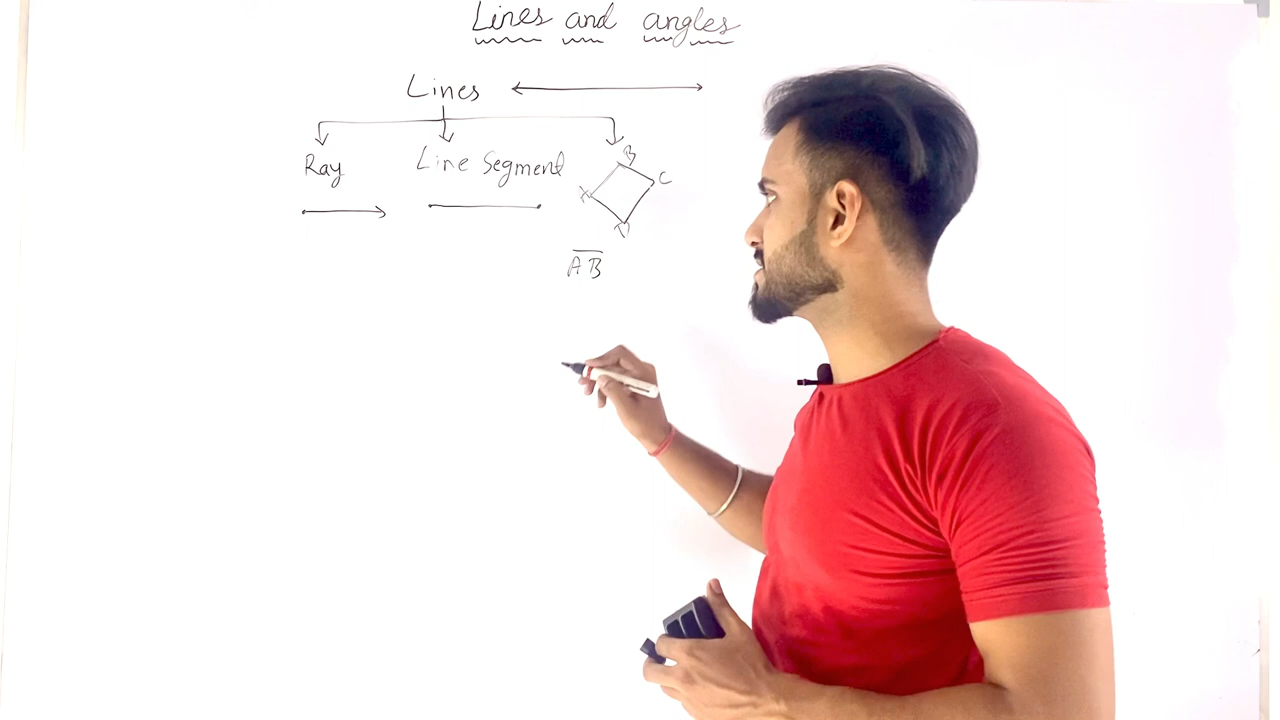 Lines and angles
Lines
Ray Line Segment
B
C
A
D
AB